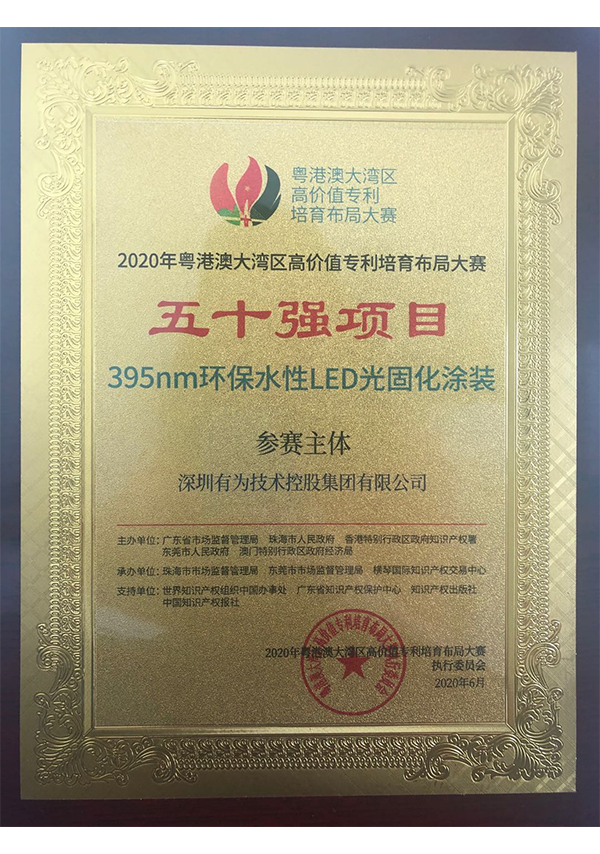 粤港澳大湾区
高价值专利
培育布局大赛
2020年粤港澳大湾区高价值专利培育布局大赛
五十强项目
395nm环保水性LED光固化涂装
参赛主体
深圳有为技术控股集团有限公司
主办单位：广东省市场监督管理局 珠海市人民政府 香港特别行政区政府知识产权署
东莞市人民政府 澳门特别行政区政府经济局
承办单位：珠海市市场监督管理局 东莞市市场监督管理局 横琴国际知识产权交易中心
支持单位：世界知识产权组织中国办事处 广东省知识产权保护中心 知识产权出版社
中国知识产权报社
2020年粤港澳大湾区高价值专利培育布局大赛
执行委员会
2020年6月